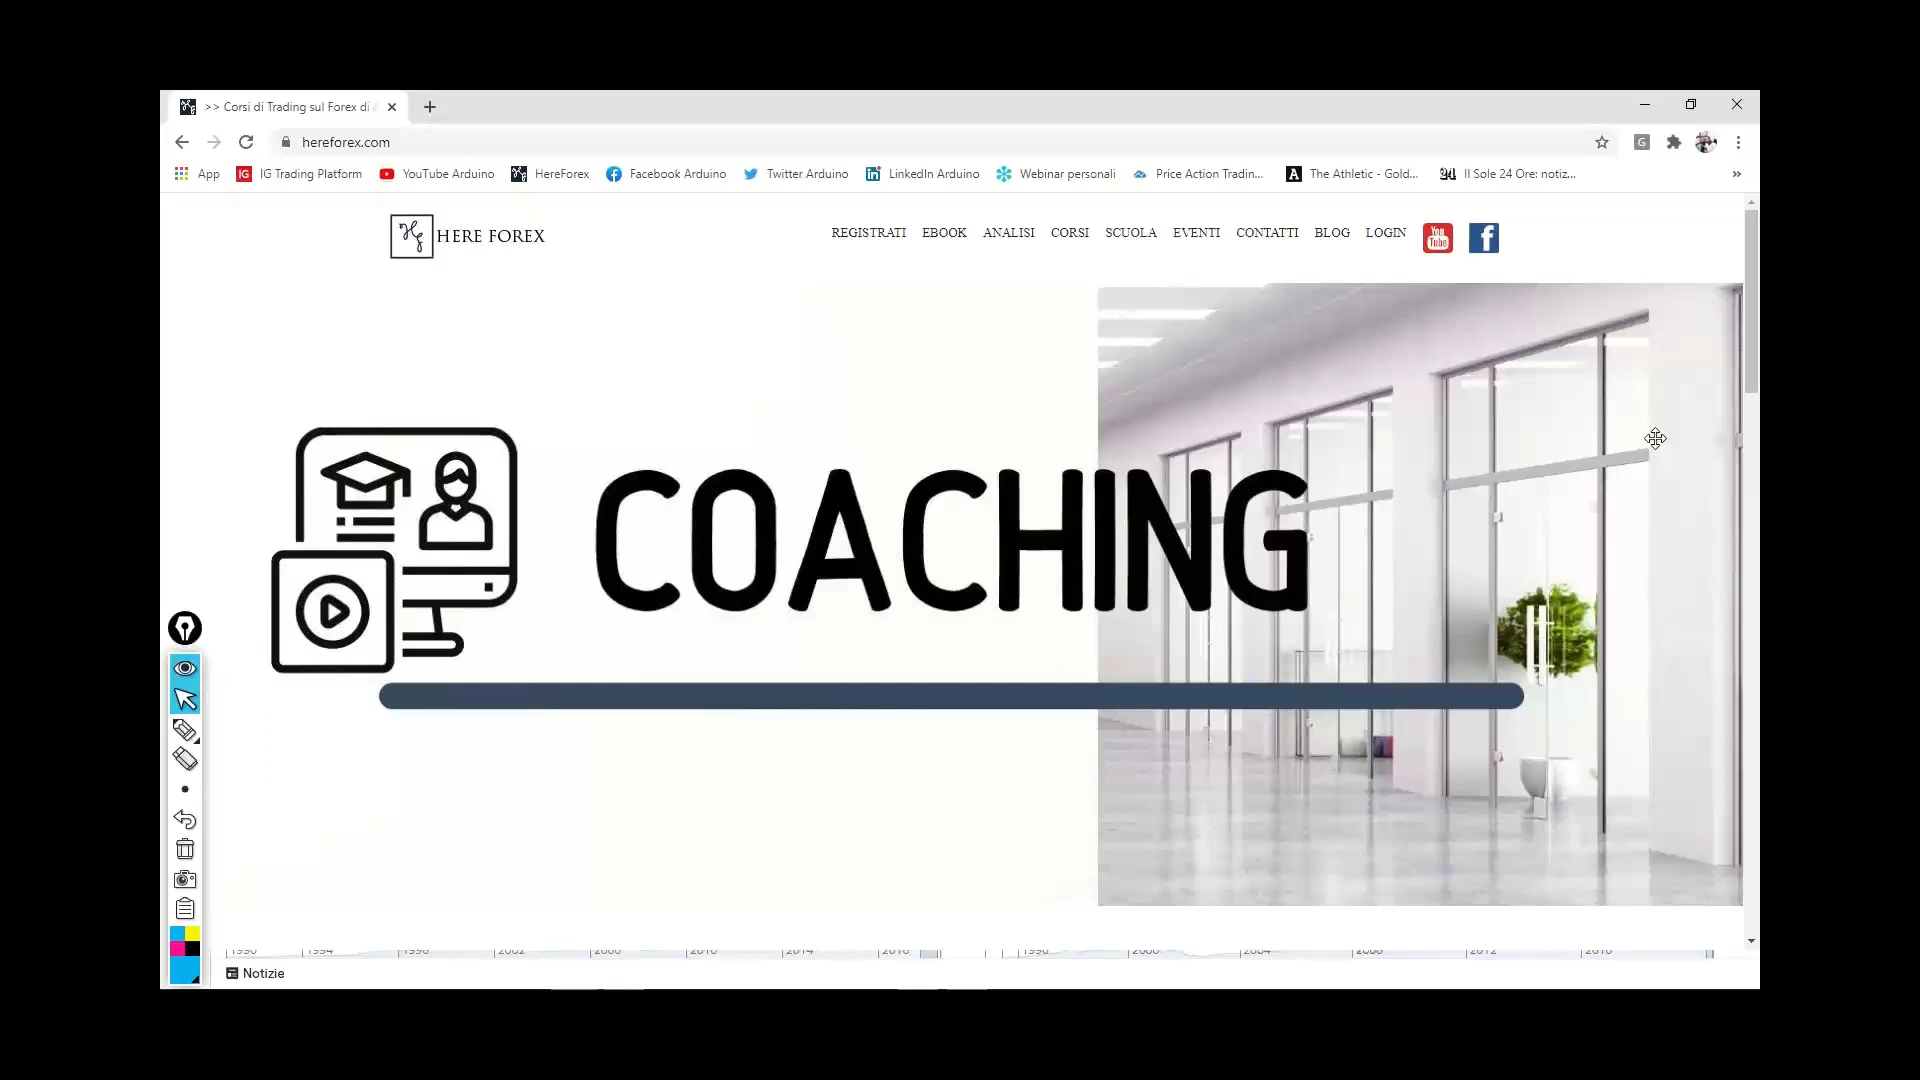 >> Corsi di Trading sul Forex di
hereforex.com
App IG Trading Platform YouTube Arduino HereForex Facebook Arduino Twitter Arduino LinkedIn Arduino Webinar personali Price Action Tradin... The Athletic - Gold... Il Sole 24 Ore: notiz... »
HERE FOREX
REGISTRATI EBOOK ANALISI CORSI SCUOLA EVENTI CONTATTI BLOG LOGIN You Tube f
COACHING
Notizie